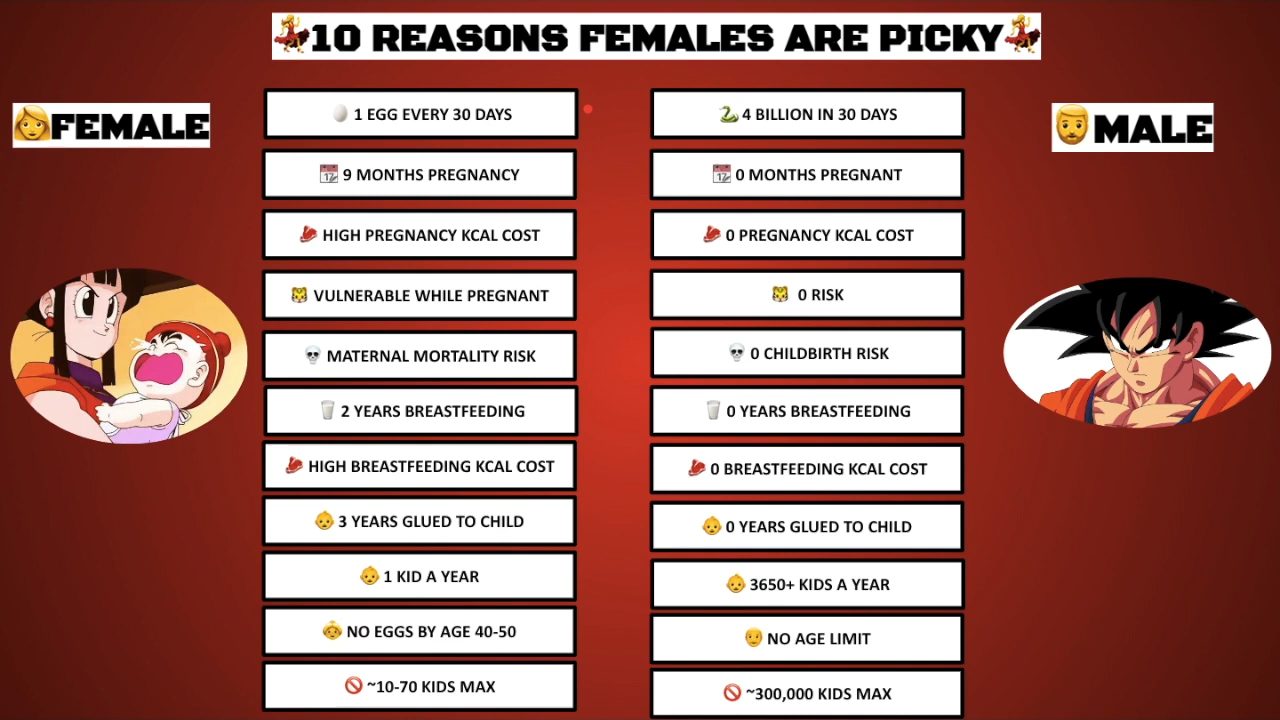 10 REASONS FEMALES ARE PICKY
FEMALE
MALE
1 EGG EVERY 30 DAYS
4 BILLION IN 30 DAYS
9 MONTHS PREGNANCY
0 MONTHS PREGNANT
HIGH PREGNANCY KCAL COST
0 PREGNANCY KCAL COST
VULNERABLE WHILE PREGNANT
0 RISK
MATERNAL MORTALITY RISK
0 CHILDBIRTH RISK
2 YEARS BREASTFEEDING
0 YEARS BREASTFEEDING
HIGH BREASTFEEDING KCAL COST
0 BREASTFEEDING KCAL COST
3 YEARS GLUED TO CHILD
0 YEARS GLUED TO CHILD
1 KID A YEAR
3650+ KIDS A YEAR
NO EGGS BY AGE 40-50
NO AGE LIMIT
~10-70 KIDS MAX
~300,000 KIDS MAX